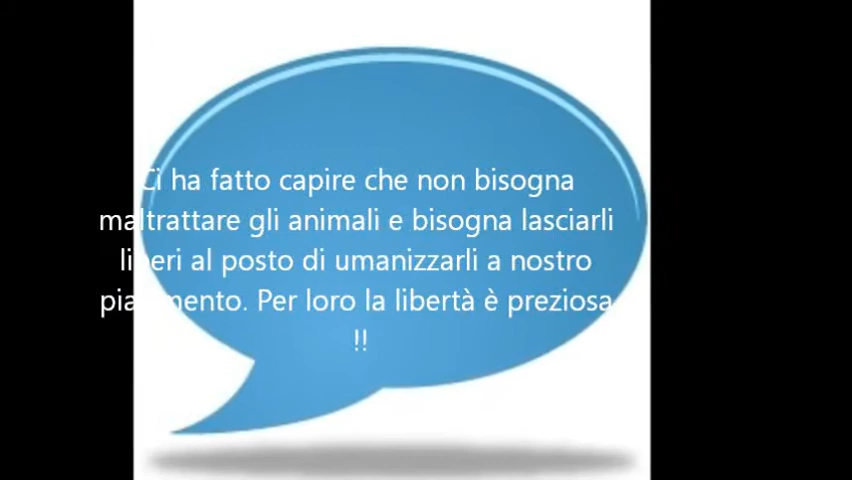 Ci ha fatto capire che non bisogna
maltrattare gli animali e bisogna lasciarli
liberi al posto di umanizzarli a nostro
piacimento. Per loro la libertà è preziosa
!!